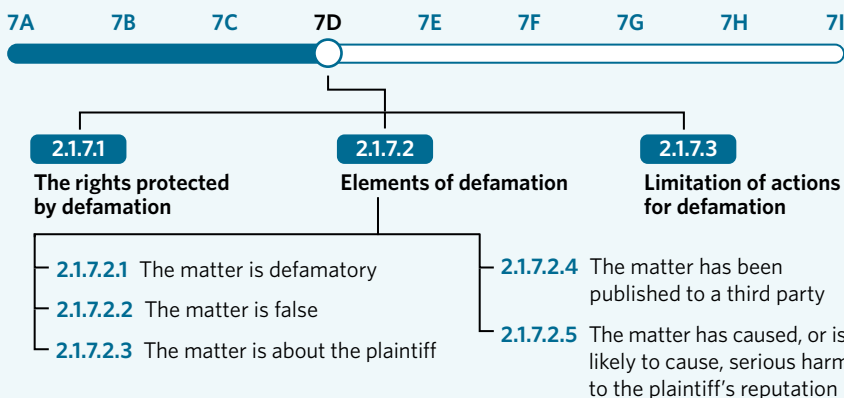 7A 7B 7C 7D 7E 7F 7G 7H 7I
2.1.7.1
The rights protected
by defamation
2.1.7.2
Elements of defamation
2.1.7.3
Limitation of actions
for defamation
2.1.7.2.1 The matter is defamatory
2.1.7.2.2 The matter is false
2.1.7.2.3 The matter is about the plaintiff
2.1.7.2.4 The matter has been
published to a third party
2.1.7.2.5 The matter has caused, or is
likely to cause, serious harm
to the plaintiff's reputation